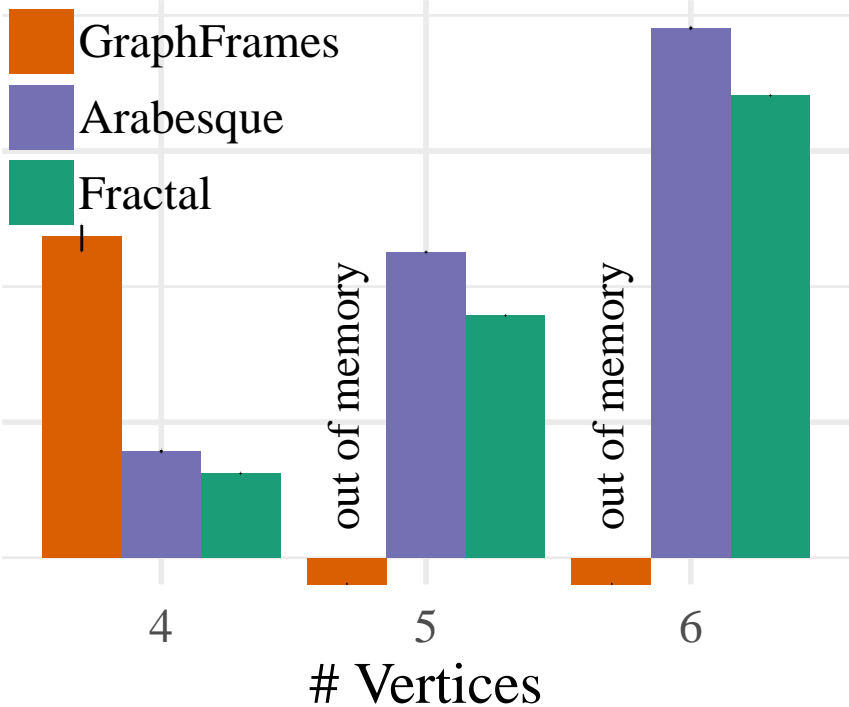 GraphFrames
Arabesque
Fractal
out of memory
out of memory
4 5 6
# Vertices